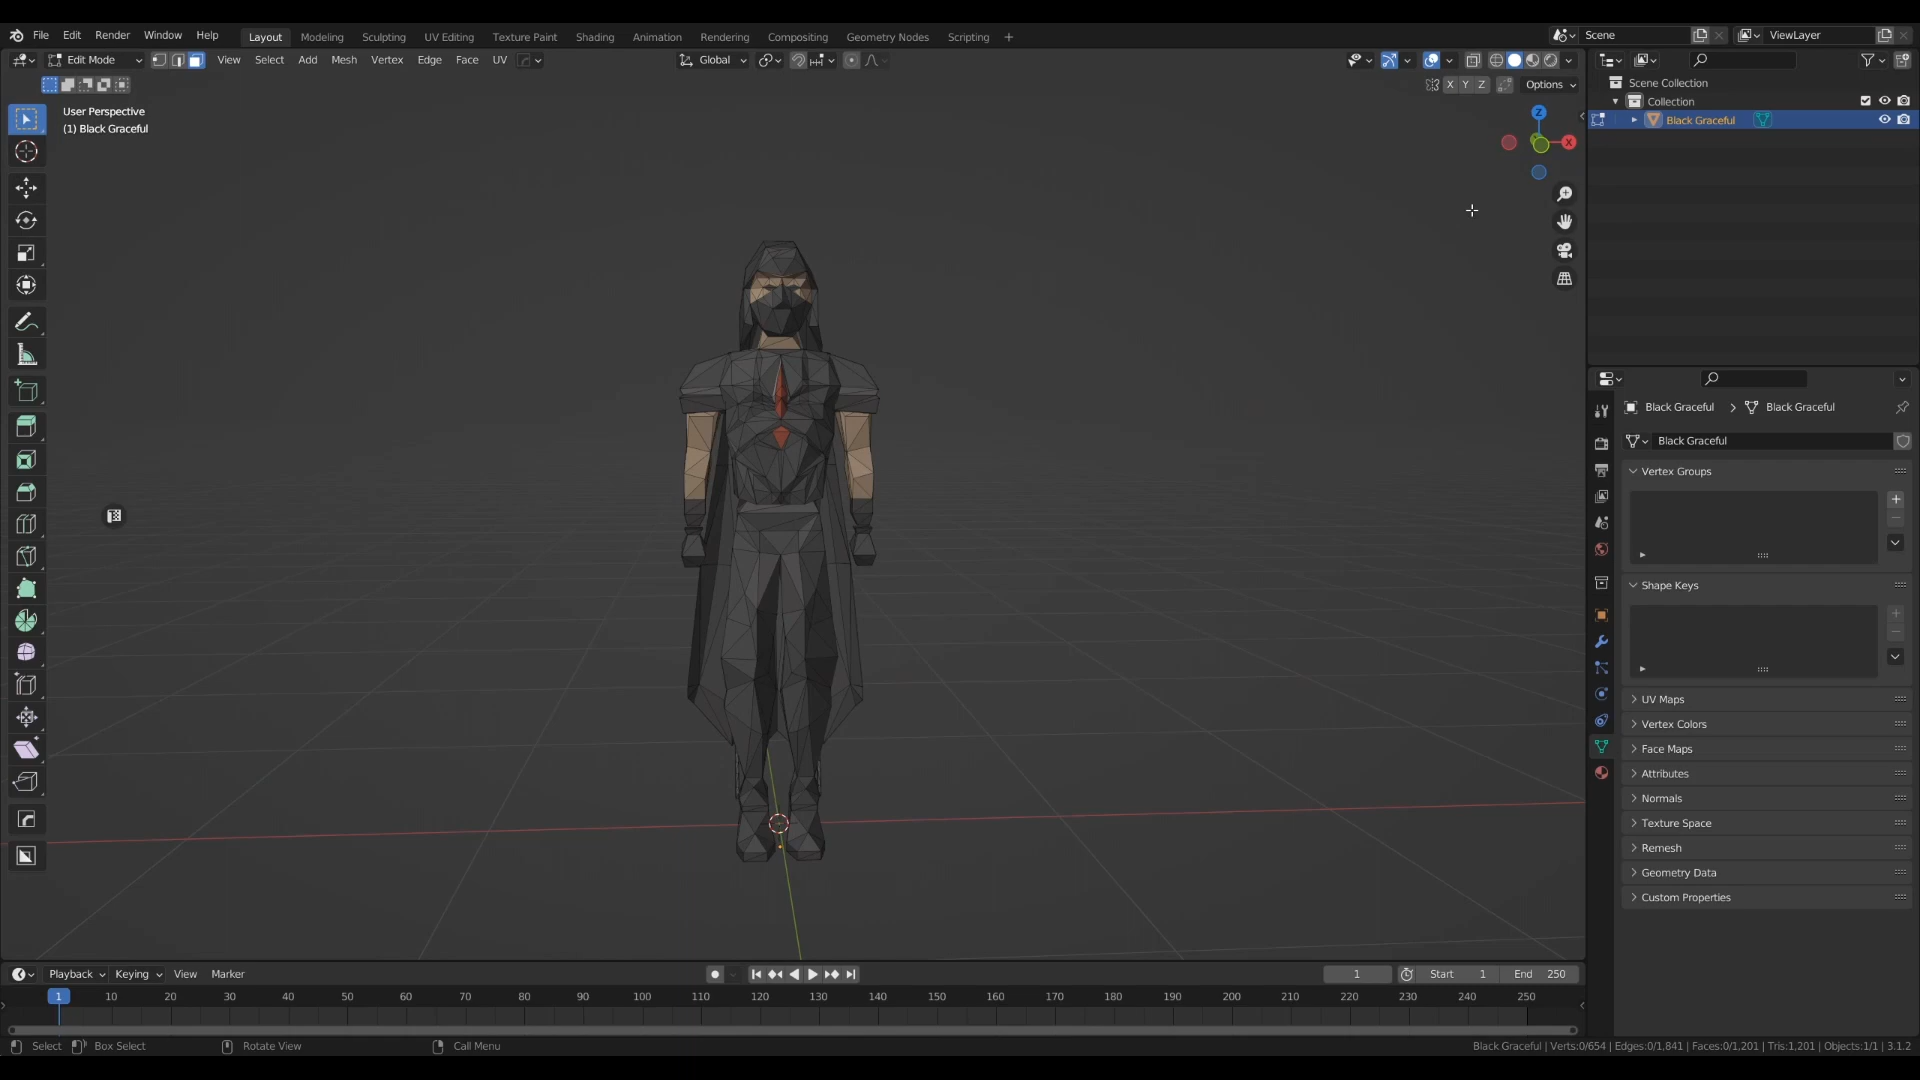 File Edit Render Window Help Layout Modeling Sculpting UV Editing Texture Paint Shading Animation Rendering Compositing Geometry Nodes Scripting + Scene ViewLayer
Edit Mode View Select Add Mesh Vertex Edge Face UV Global
X Y Z Options
User Perspective
(1) Black Graceful
Z
X
Scene Collection
Collection
Black Graceful
Black Graceful Black Graceful
Black Graceful
Vertex Groups
Shape Keys
UV Maps
Vertex Colors
Face Maps
Attributes
Normals
Texture Space
Remesh
Geometry Data
Custom Properties
Playback Keying View Marker 1 Start 1 End 250
1 10 20 30 40 50 60 70 80 90 100 110 120 130 140 150 160 170 180 190 200 210 220 230 240 250
Select Box Select Rotate View Call Menu Black Graceful | Verts:0/654 | Edges:0/1,841 | Faces:0/1,201 | Tris:1,201 | Objects:1/1 | 3.1.2